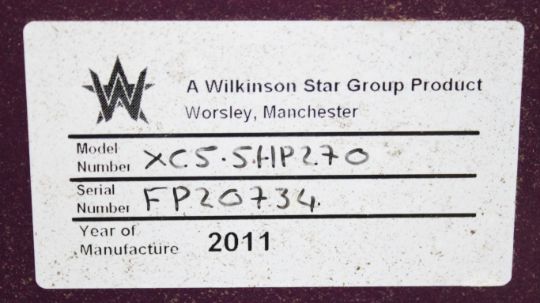 W
A Wilkinson Star Group Product
Worsley, Manchester
Model
Number XC5.5HP270
Serial
Number FP20734.
Year of
Manufacture 2011